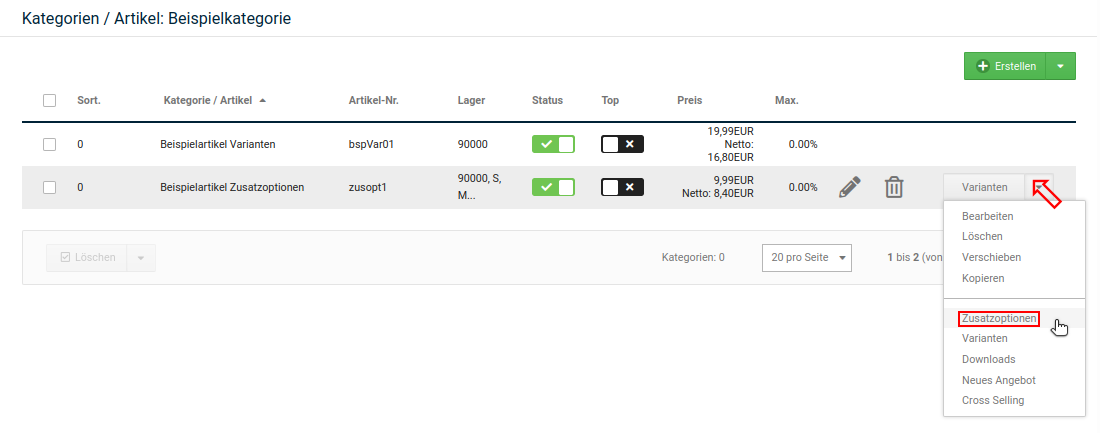 Kategorien / Artikel: Beispielkategorie
Erstellen
Sort. Kategorie / Artikel Artikel-Nr. Lager Status Top Preis Max.
0 Beispielartikel Varianten bspVar01 90000 19,99EUR
Netto:
16,80EUR 0.00%
0 Beispielartikel Zusatzoptionen zusopt1 90000, S,
M... 9,99EUR
Netto: 8,40EUR 0.00% Varianten
Bearbeiten
Löschen
Verschieben
Kopieren
Löschen Kategorien: 0 20 pro Seite 1 bis 2 (von
Zusatzoptionen
Varianten
Downloads
Neues Angebot
Cross Selling